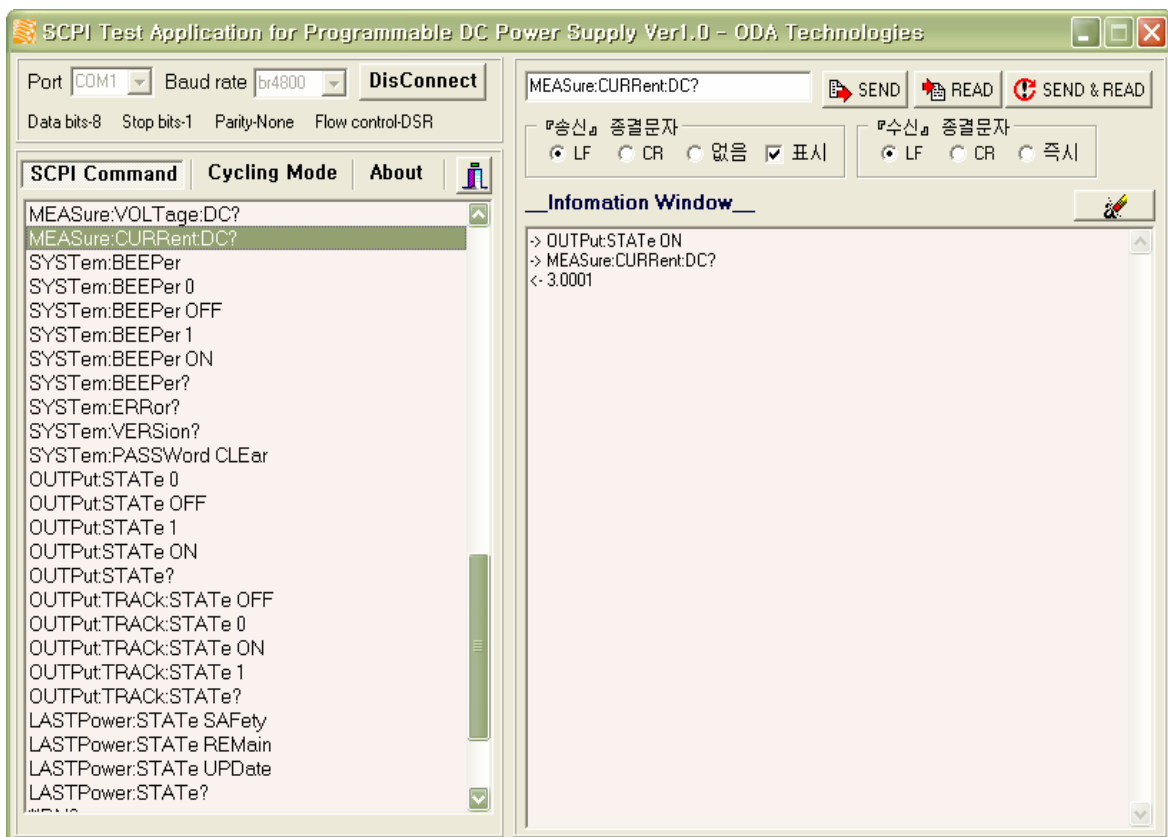 SCPI Test Application for Programmable DC Power Supply Ver1.0 - ODA Technologies
Port COM1 Baud rate br4800 DisConnect
Data bits-8 Stop bits-1 Parity-None Flow control-DSR
SCPI Command Cycling Mode About
MEASure:VOLTage:DC?
MEASure:CURRent:DC?
SYSTem:BEEPer
SYSTem:BEEPer 0
SYSTem:BEEPer OFF
SYSTem:BEEPer 1
SYSTem:BEEPer ON
SYSTem:BEEPer?
SYSTem:ERRor?
SYSTem:VERSion?
SYSTem:PASSWord CLEar
OUTPut:STATe 0
OUTPut:STATe OFF
OUTPut:STATe 1
OUTPut:STATe ON
OUTPut:STATe?
OUTPut:TRACk:STATe OFF
OUTPut:TRACk:STATe 0
OUTPut:TRACk:STATe ON
OUTPut:TRACk:STATe 1
OUTPut:TRACk:STATe?
LASTPower:STATe SAFety
LASTPower:STATe REMain
LASTPower:STATe UPDate
LASTPower:STATe?
MEASure:CURRent:DC? SEND READ SEND & READ
『송신』 종결문자 『수신』 종결문자
LF CR 없음 표시 LF CR 즉시
__Infomation Window__
-> OUTPut:STATe ON
-> MEASure:CURRent:DC?
<- 3.0001